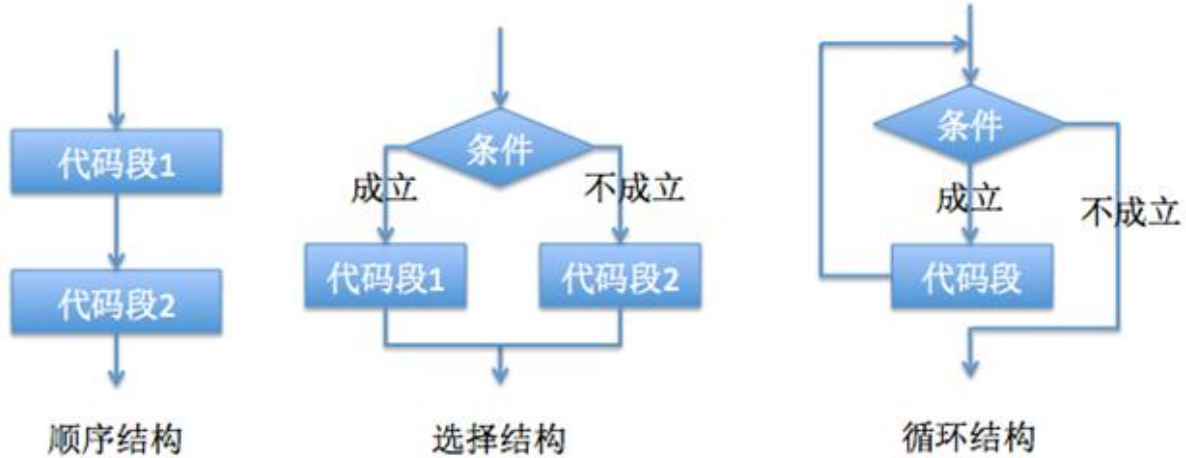 代码段1
代码段2
顺序结构
条件
成立
不成立
代码段1
代码段2
选择结构
条件
成立
不成立
代码段
循环结构